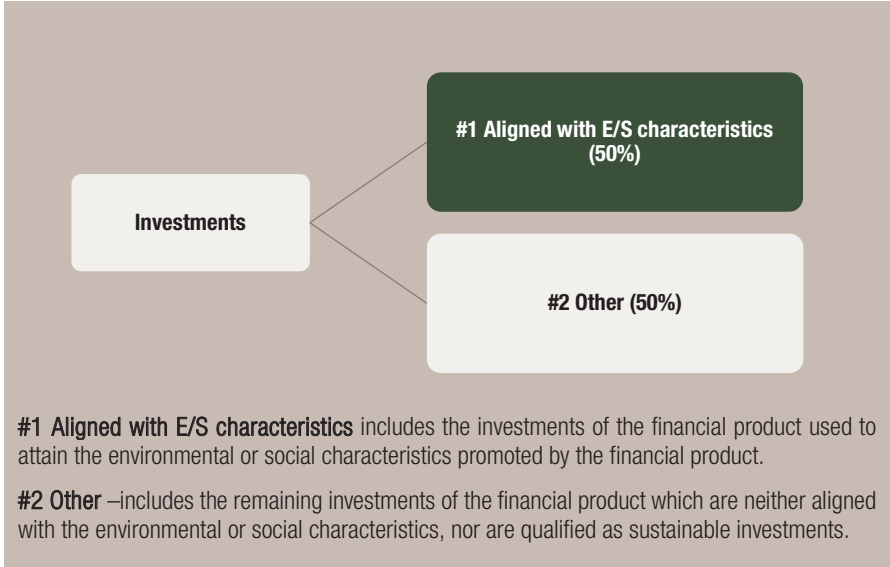 #1 Aligned with E/S characteristics
(50%)
Investments
#2 Other (50%)
#1 Aligned with E/S characteristics includes the investments of the financial product used to
attain the environmental or social characteristics promoted by the financial product.
#2 Other –includes the remaining investments of the financial product which are neither aligned
with the environmental or social characteristics, nor are qualified as sustainable investments.